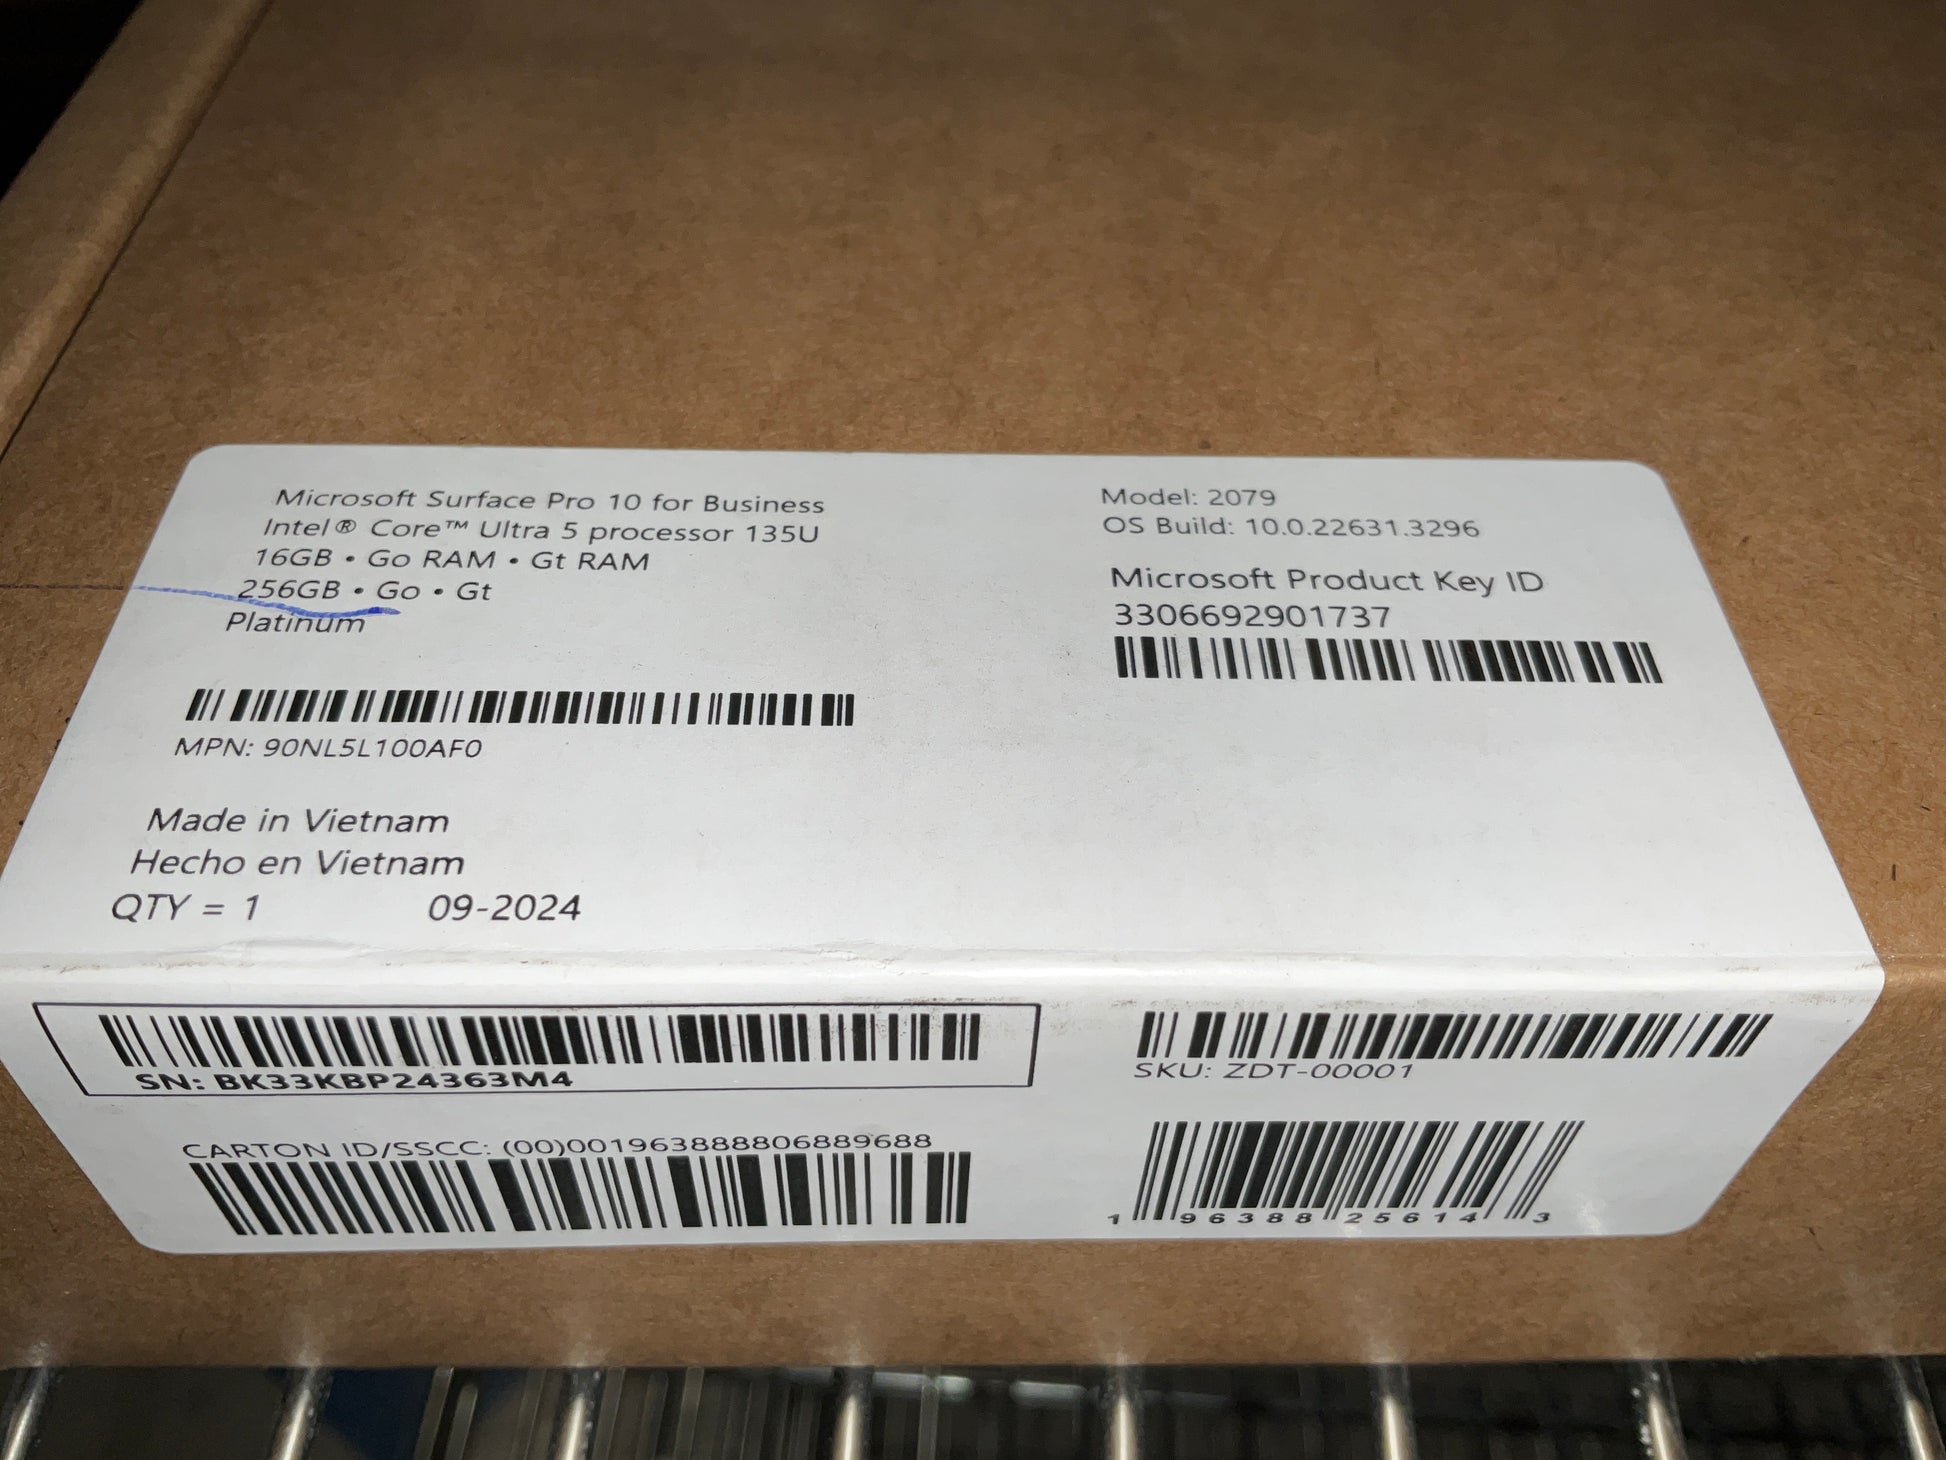 Microsoft Surface Pro 10 for Business
Intel® Core™ Ultra 5 processor 135U
16GB • Go RAM • Gt RAM
256GB • Go • Gt
Platinum
MPN: 90NL5L100AF0
Made in Vietnam
Hecho en Vietnam
QTY = 1 09-2024
Model: 2079
OS Build: 10.0.22631.3296
Microsoft Product Key ID
3306692901737
SN: BK33KBP24363M4
CARTON ID/SSCC: (00)001963888806889688
SKU: ZDT-00001
1 96388 25614 3